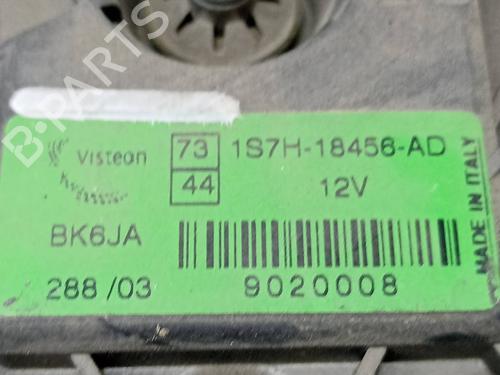 B-PARTS
Visteon
73
44
1S7H-18456-AD
12V
BK6JA
288/03
9020008
MADE IN ITALY